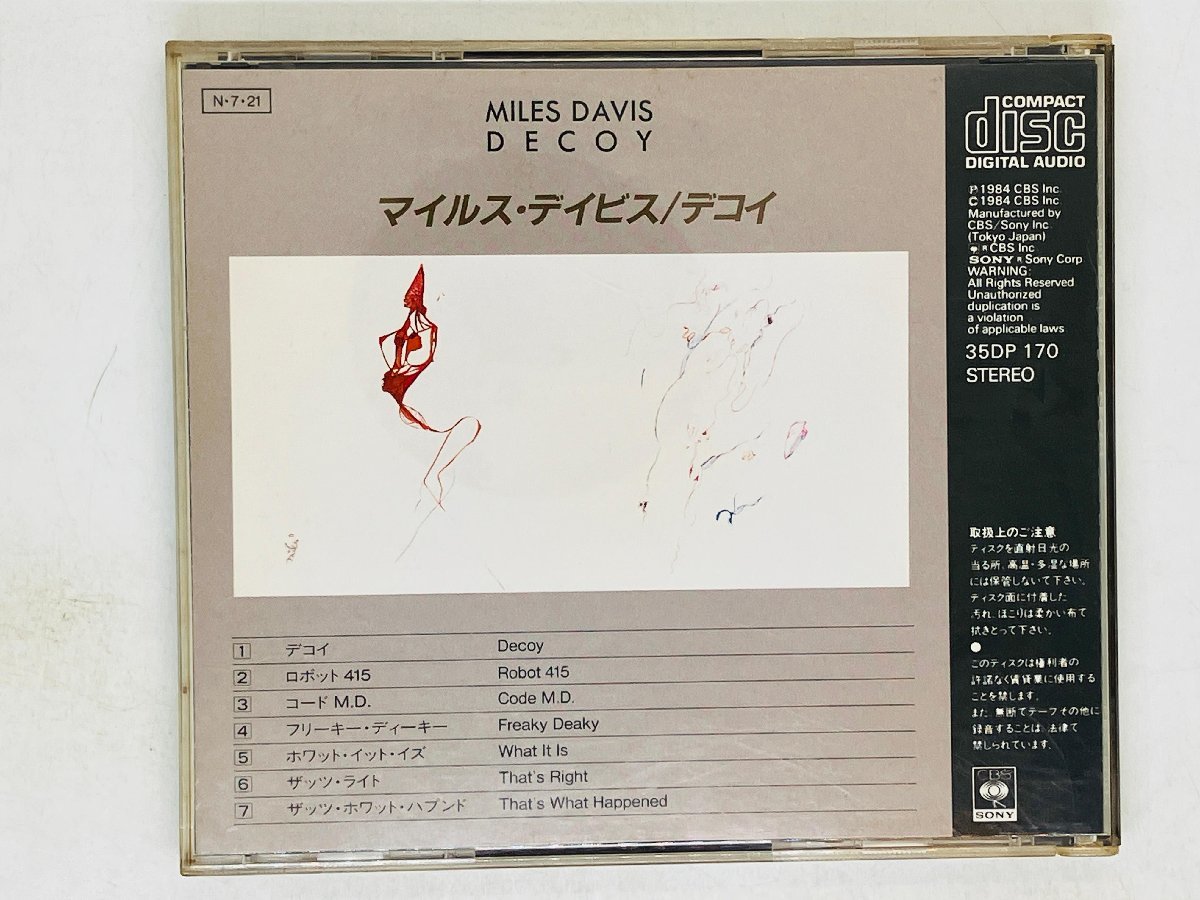 N・7・21
MILES DAVIS
DECOY
マイルス・デイビス/デコイ
1 デコイ Decoy
2 ロボット 415 Robot 415
3 コード M.D. Code M.D.
4 フリーキー・ディーキー Freaky Deaky
5 ホワット・イット・イズ What It Is
6 ザッツ・ライト That's Right
7 ザッツ・ホワット・ハプンド That's What Happened
COMPACT
disc
DIGITAL AUDIO
℗1984 CBS Inc.
©1984 CBS Inc.
Manufactured by
CBS/Sony Inc.
(Tokyo Japan)
® CBS Inc
SONY ® Sony Corp
WARNING:
All Rights Reserved
Unauthorized
duplication is
a violation
of applicable laws
35DP 170
STEREO
取扱上のご注意
ディスクを直射日光の
当る所、高温・多湿な場所
には保管しないで下さい。
ディスク面に付着した
汚れ、ほこりは柔かい布で
拭きとって下さい。
●
このディスクは権利者の
許諾なく賃貸業に使用する
ことを禁じます。
また、無断でテープその他に
録音することは、法律で
禁じられています。
CBS
SONY